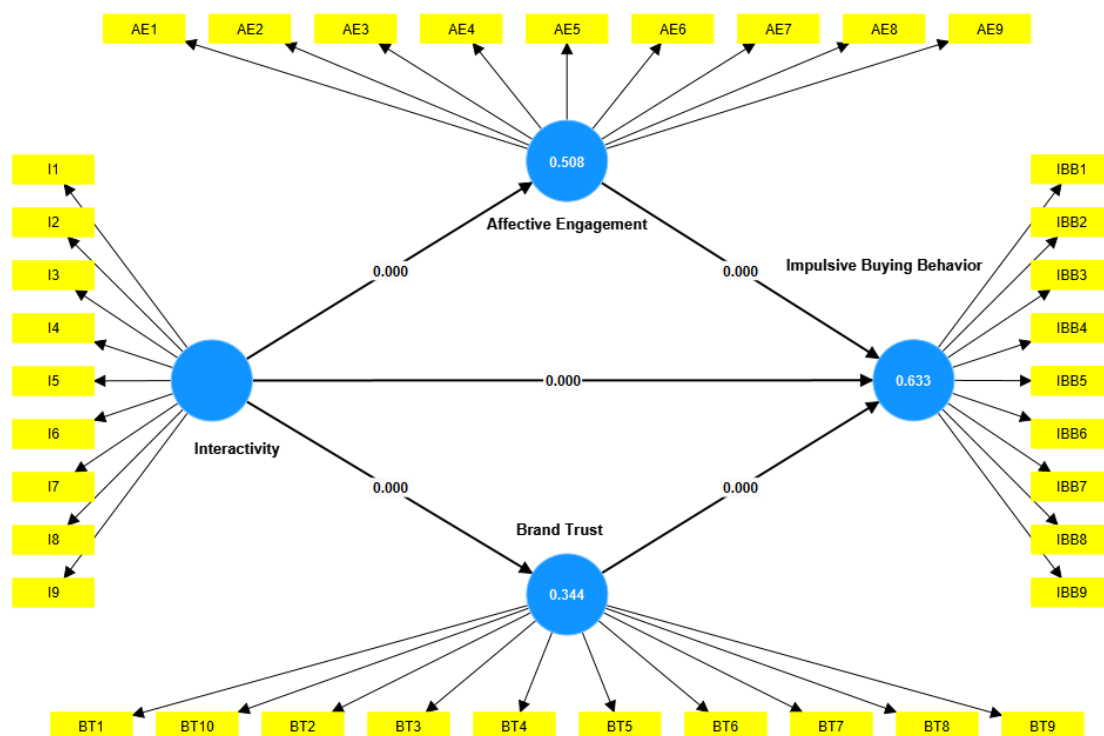 AE1 AE2 AE3 AE4 AE5 AE6 AE7 AE8 AE9
0.508
Affective Engagement
I1
I2
I3
I4
I5
I6
I7
I8
I9
Interactivity
0.000
0.000
0.000
0.000
0.000
Impulsive Buying Behavior
0.633
IBB1
IBB2
IBB3
IBB4
IBB5
IBB6
IBB7
IBB8
IBB9
Brand Trust
0.344
BT1 BT10 BT2 BT3 BT4 BT5 BT6 BT7 BT8 BT9